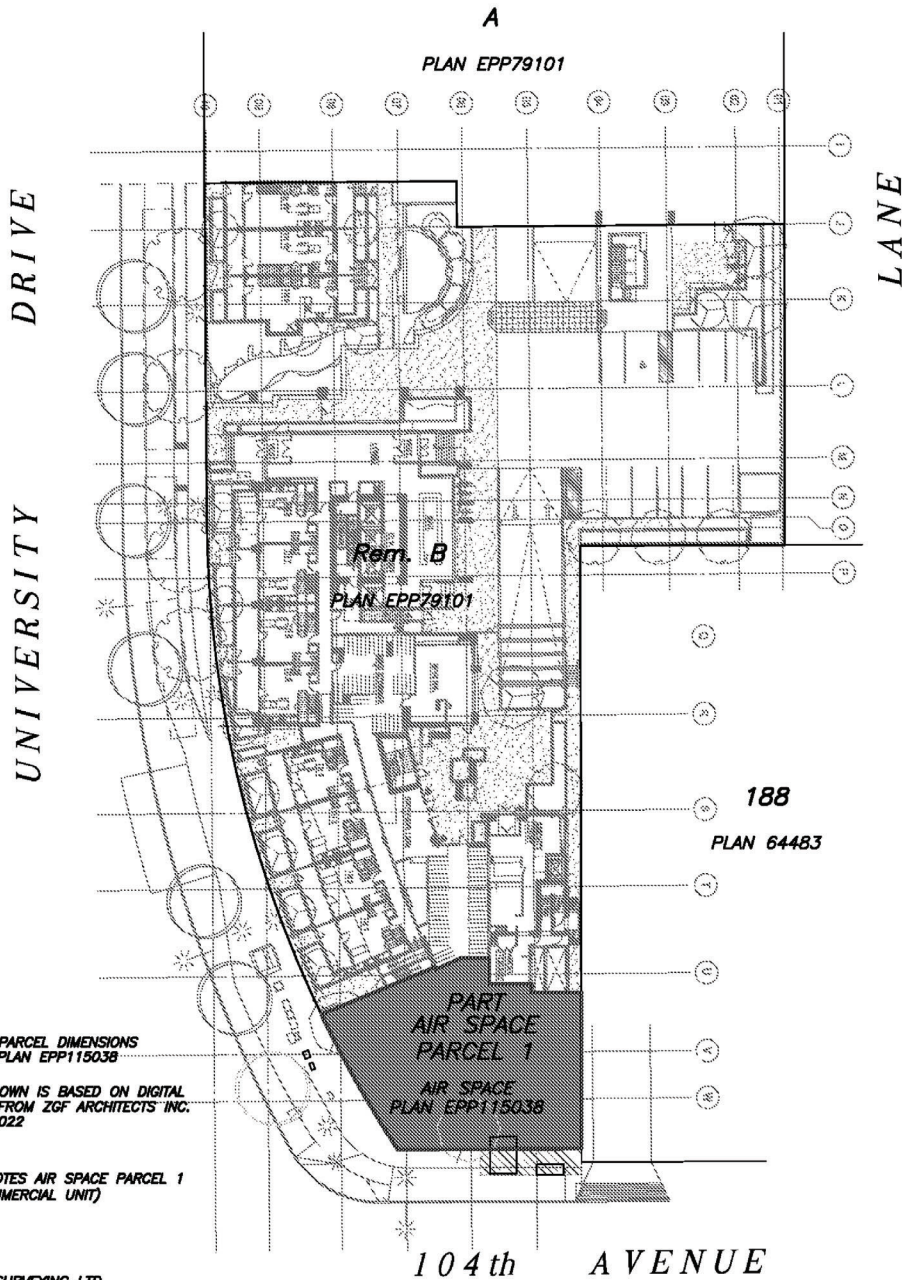 A
PLAN EPP79101
DRIVE
LANE
UNIVERSITY
Rem. B
PLAN EPP79101
188
PLAN 64483
PART
AIR SPACE
PARCEL 1
AIR SPACE
PLAN EPP115038
PARCEL DIMENSIONS
PLAN EPP115038
OWN IS BASED ON DIGITAL
FROM ZGF ARCHITECTS INC.
022
OTES AIR SPACE PARCEL 1
MERCIAL UNIT)
104th AVENUE